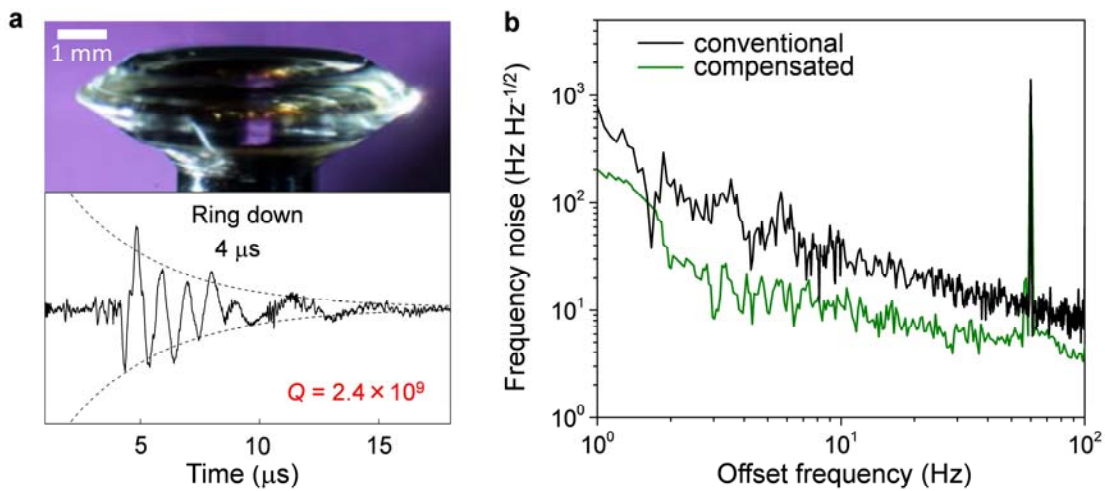 a
1 mm
Ring down
4 μs
Q = 2.4 × 10⁹
5
10
15
Time (μs)
b
conventional
compensated
Frequency noise (Hz Hz⁻¹ᐟ²)
10³
10²
10¹
10⁰
10⁰
10¹
10²
Offset frequency (Hz)